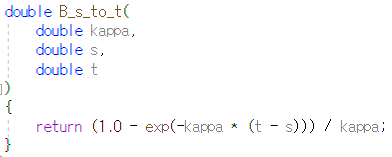 double B_s_to_t(
    double kappa,
    double s,
    double t
)
{
    return (1.0 - exp(-kappa * (t - s))) / kappa;
}